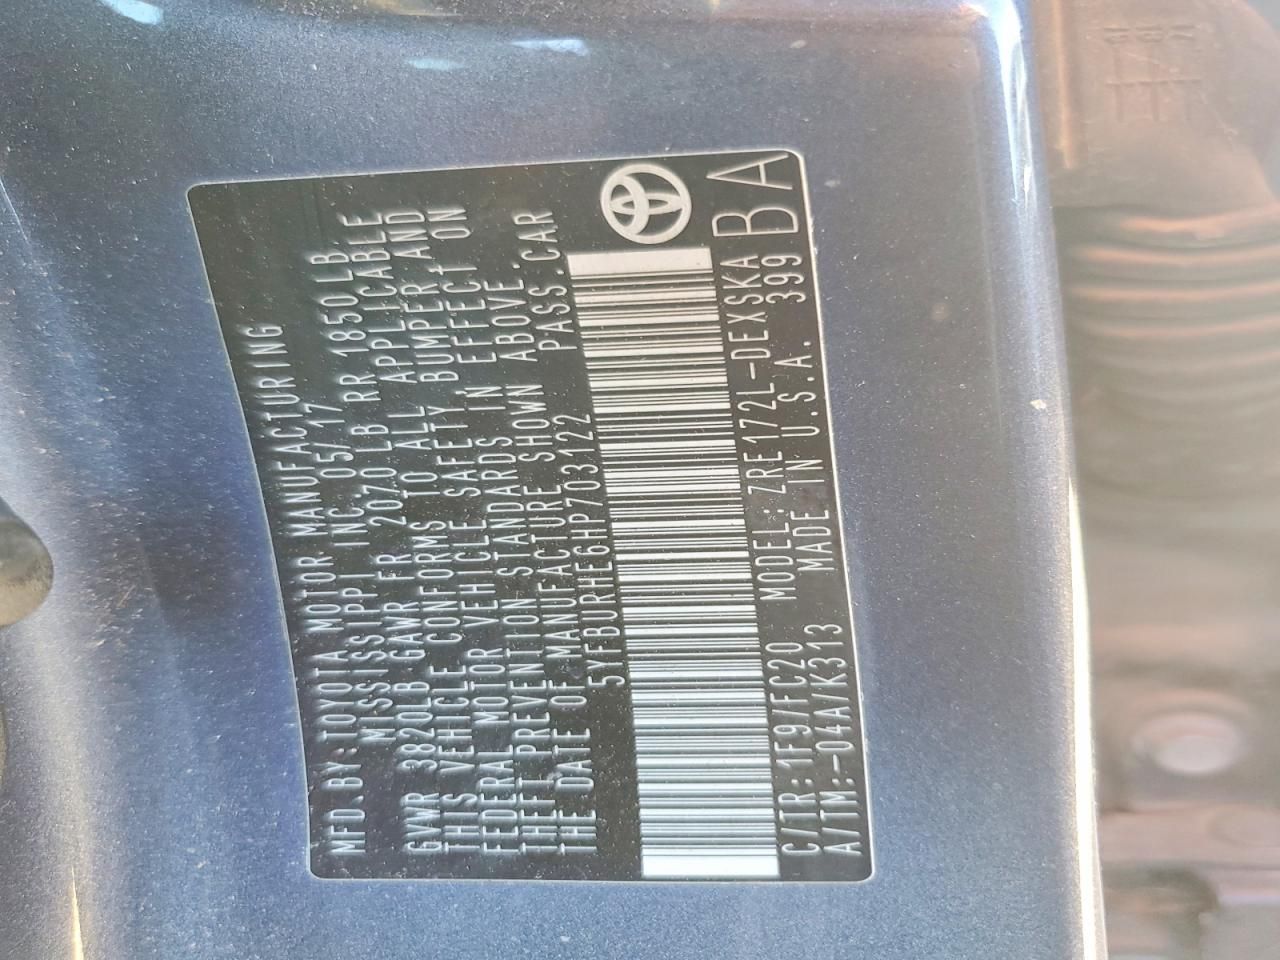 MFD.BY:TOYOTA MOTOR MANUFACTURING
MISSISSIPPI INC. 05/17
GVWR 3820LB GAWR FR 2020 LB RR 1850LB
THIS VEHICLE CONFORMS TO ALL APPLICABLE
FEDERAL MOTOR VEHICLE SAFETY, BUMPER AND
THEFT PREVENTION STANDARDS IN EFFECT ON
THE DATE OF MANUFACTURE SHOWN ABOVE.
5YFBURHE6HP703122 PASS.CAR
C/TR:1F9/FC20 MODEL:ZRE172L-DEXSKA BA
A/TM:-04A/K313 MADE IN U.S.A. 399